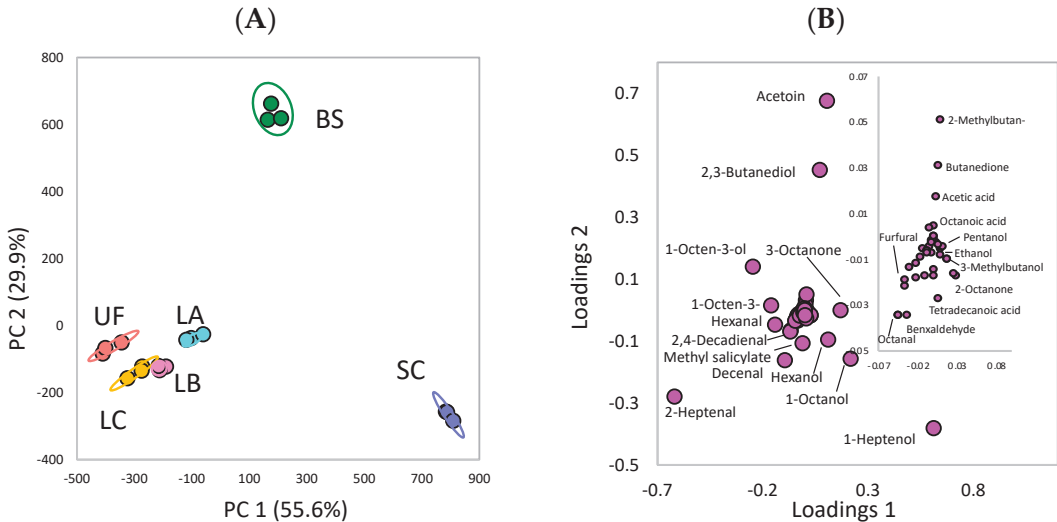 (A)
800
600
400
200
0
-200
-400
-500
-300
-100
100
300
500
700
900
PC 2 (29.9%)
PC 1 (55.6%)
BS
UF
LA
LB
LC
SC
(B)
0.7
0.5
0.3
0.1
-0.1
-0.3
-0.5
-0.7
-0.2
0.3
0.8
Loadings 2
Loadings 1
Acetoin
2,3-Butanediol
1-Octen-3-ol
3-Octanone
1-Octen-3-
Hexanal
2,4-Decadienal
Methyl salicylate
Decenal
Hexanol
1-Octanol
2-Heptenal
1-Heptenol
0.07
0.05
0.03
0.01
-0.01
-0.03
-0.05
-0.07
-0.02
0.03
0.08
2-Methylbutan-
Butanedione
Acetic acid
Octanoic acid
Furfural
Pentanol
Ethanol
3-Methylbutanol
2-Octanone
Tetradecanoic acid
Benxaldehyde
Octanal